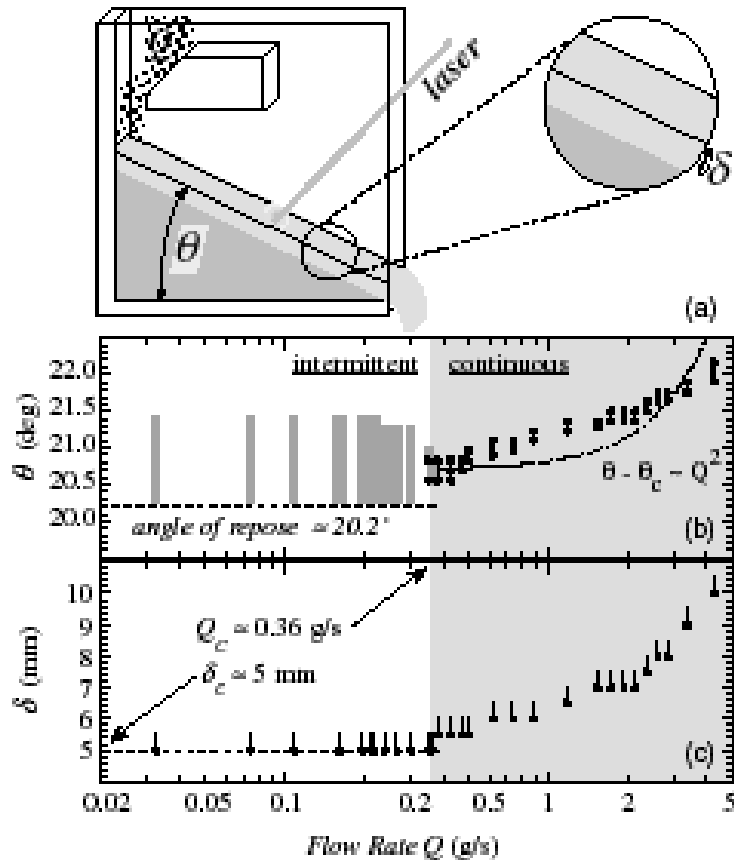 laser
θ
δ
(a)
intermittent continuous
22.0
21.5
21.0
20.5
20.0
θ (deg)
θ - θc ~ Q²
angle of repose ≃ 20.2°
(b)
10
9
8
7
6
5
δ (mm)
Qc ≃ 0.36 g/s
δc ≃ 5 mm
(c)
0.02 0.05 0.1 0.2 0.5 1 2 5
Flow Rate Q (g/s)